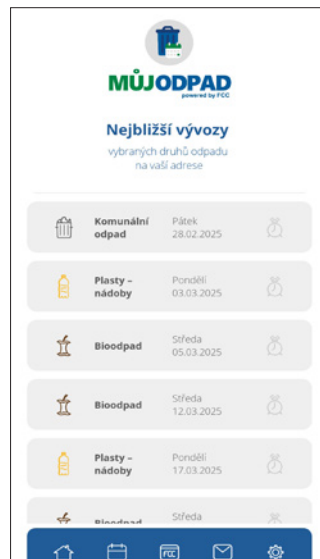 MŮJODPAD
powered by FCC
Nejbližší vývozy
vybraných druhů odpadu
na vaší adrese
Komunální Pátek
odpad 28.02.2025
Plasty – Pondělí
nádoby 03.03.2025
Bioodpad Středa
05.03.2025
Bioodpad Středa
12.03.2025
Plasty – Pondělí
nádoby 17.03.2025
Bioodpad Středa
FCC